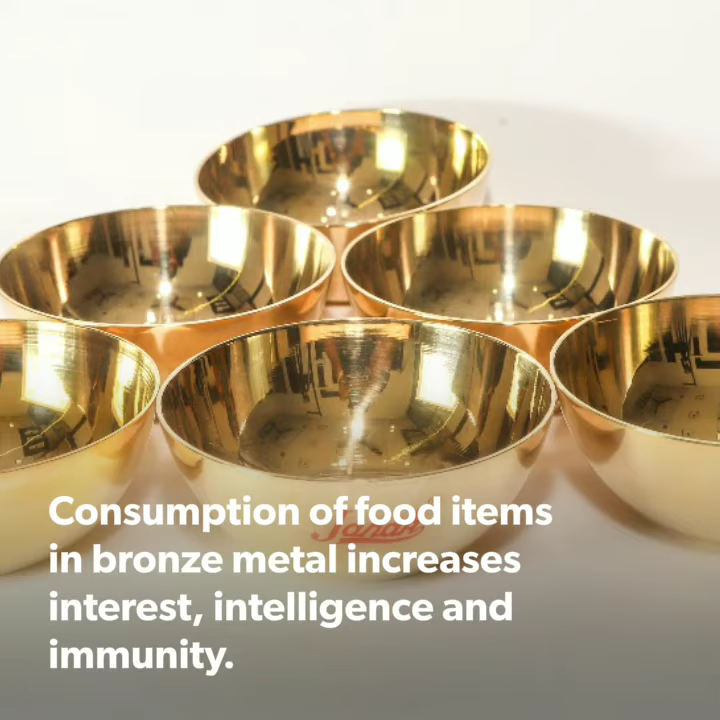 Consumption of food items
in bronze metal increases
interest, intelligence and
immunity.